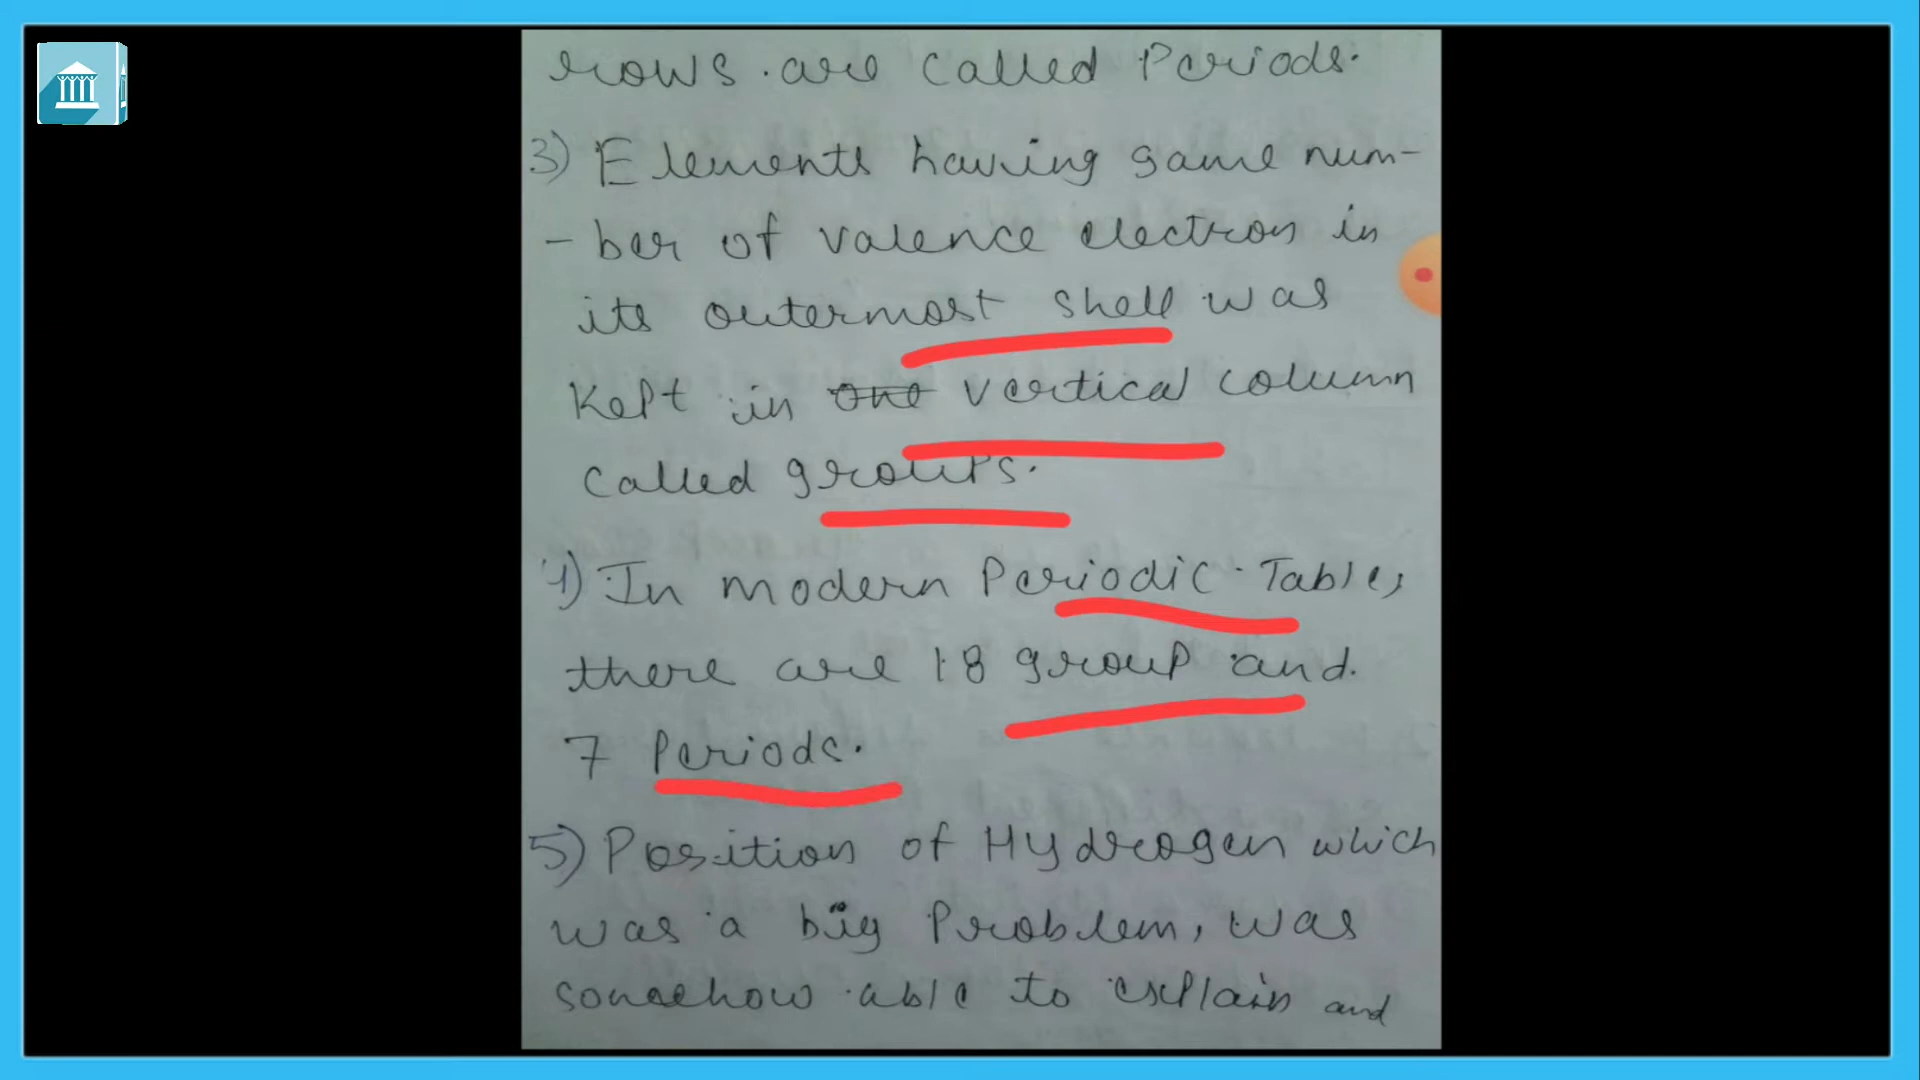 rows are called Periods.
3) Elements having same num-
- ber of valence electron in
its outermost shell was
Kept in one vertical column
called groups.
4) In modern Periodic Table,
there are 18 group and
7 Periods.
5) Position of Hydrogen which
was a big Problem, was
somehow able to explain and